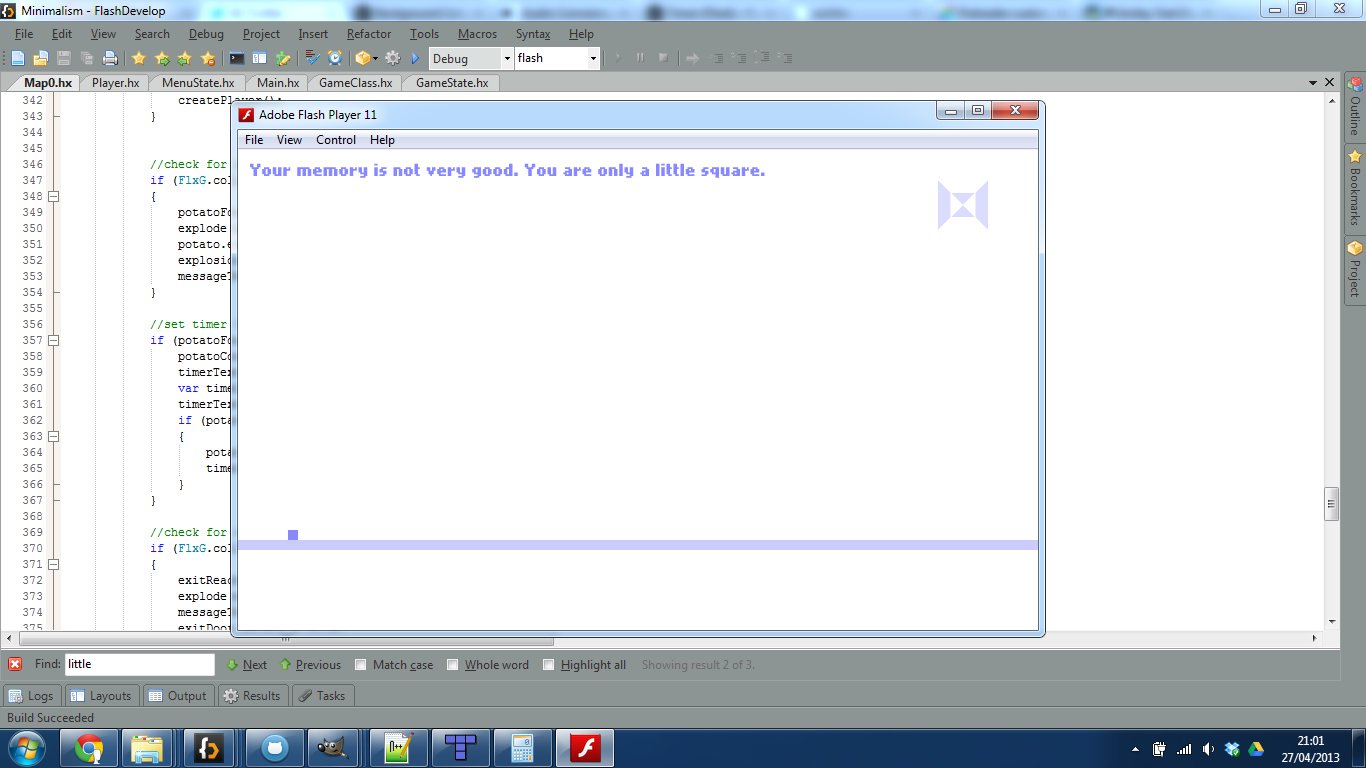 Minimalism - FlashDevelop
File Edit View Search Debug Project Insert Refactor Tools Macros Syntax Help
Debug flash
Map0.hx Player.hx MenuState.hx Main.hx GameClass.hx GameState.hx
342
343 }
344
345
346 //check for
347 if (FlxG.col
348 {
349 potatoFo
350 explode
351 potato.e
352 explosio
353 messageT
354 }
355
356 //set timer
357 if (potatoFo
358 potatoCo
359 timerTex
360 var time
361 timerTex
362 if (pota
363 {
364 pota
365 time
366 }
367 }
368
369 //check for
370 if (FlxG.col
371 {
372 exitReac
373 explode
374 messageT
375 exitDoor
Adobe Flash Player 11
File View Control Help
Your memory is not very good. You are only a little square.
Outline
Bookmarks
Project
Find: little Next Previous Match case Whole word Highlight all Showing result 2 of 3.
Logs Layouts Output Results Tasks
Build Succeeded
21:01
27/04/2013